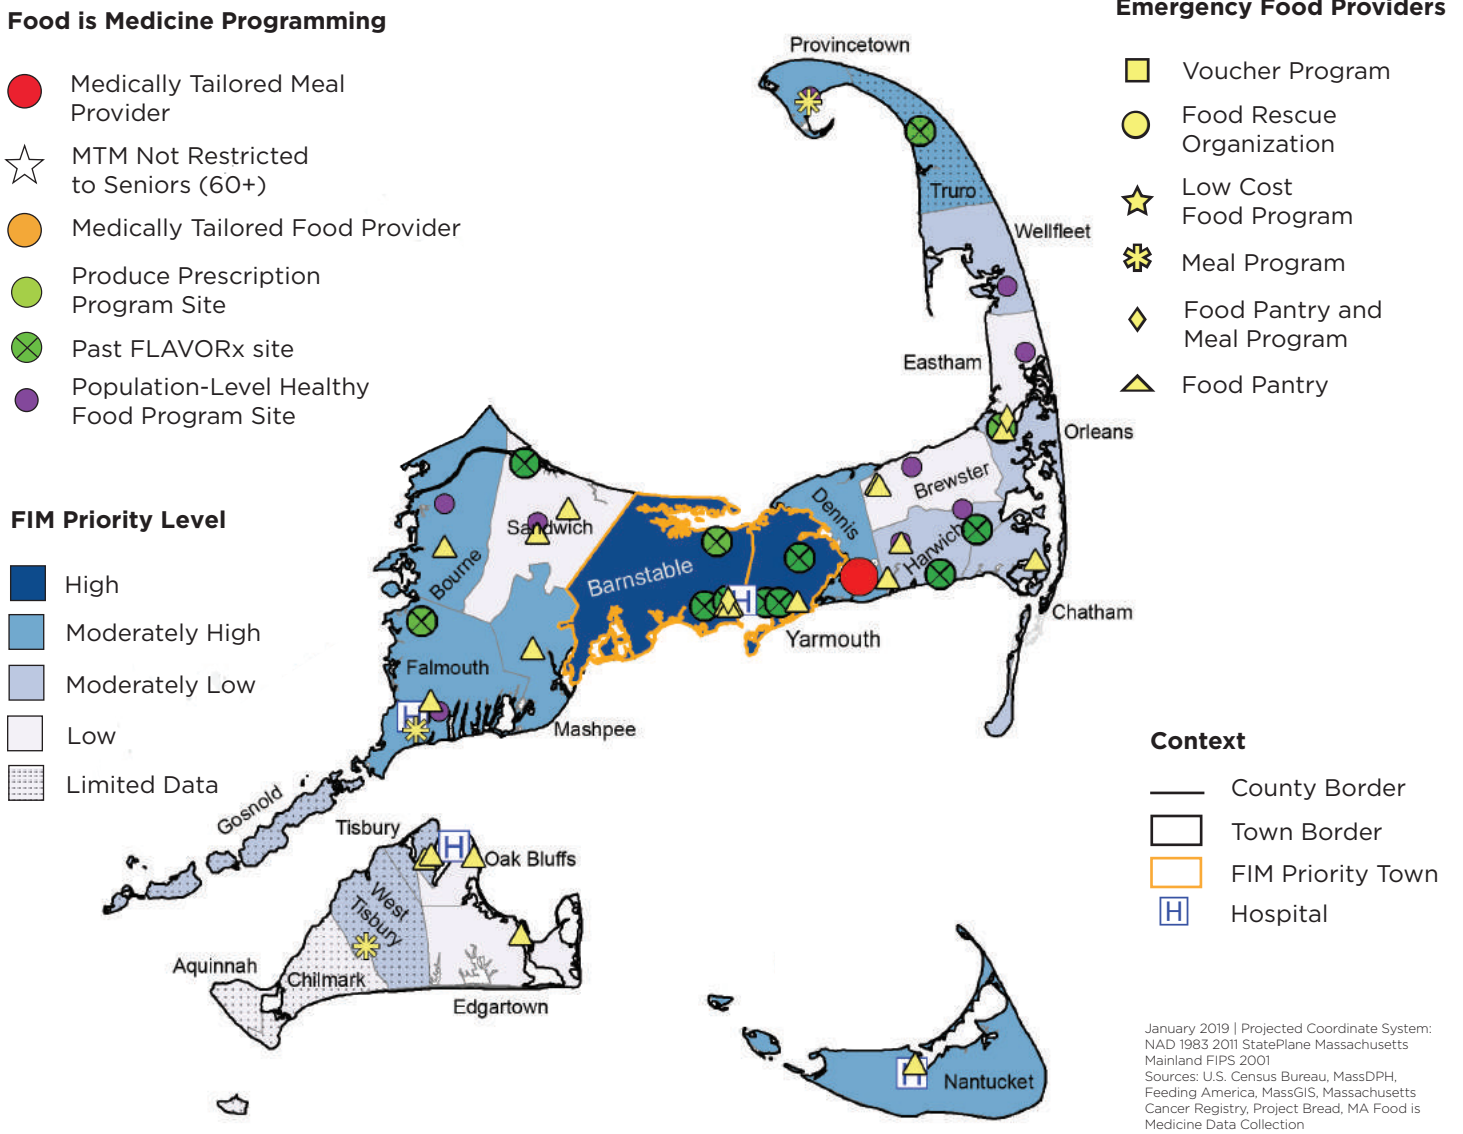 Food is Medicine Programming
Medically Tailored Meal
Provider
MTM Not Restricted
to Seniors (60+)
Medically Tailored Food Provider
Produce Prescription
Program Site
Past FLAVORx site
Population-Level Healthy
Food Program Site
FIM Priority Level
High
Moderately High
Moderately Low
Low
Limited Data
Emergency Food Providers
Voucher Program
Food Rescue
Organization
Low Cost
Food Program
Meal Program
Food Pantry and
Meal Program
Food Pantry
Provincetown
Truro
Wellfleet
Eastham
Orleans
Brewster
Dennis
Harwich
Chatham
Sandwich
Bourne
Barnstable
H
Yarmouth
Falmouth
H
Mashpee
Gosnold
Tisbury
H
Oak Bluffs
West
Tisbury
Aquinnah
Chilmark
Edgartown
H
Nantucket
Context
County Border
Town Border
FIM Priority Town
H
Hospital
January 2019 | Projected Coordinate System:
NAD 1983 2011 StatePlane Massachusetts
Mainland FIPS 2001
Sources: U.S. Census Bureau, MassDPH,
Feeding America, MassGIS, Massachusetts
Cancer Registry, Project Bread, MA Food is
Medicine Data Collection